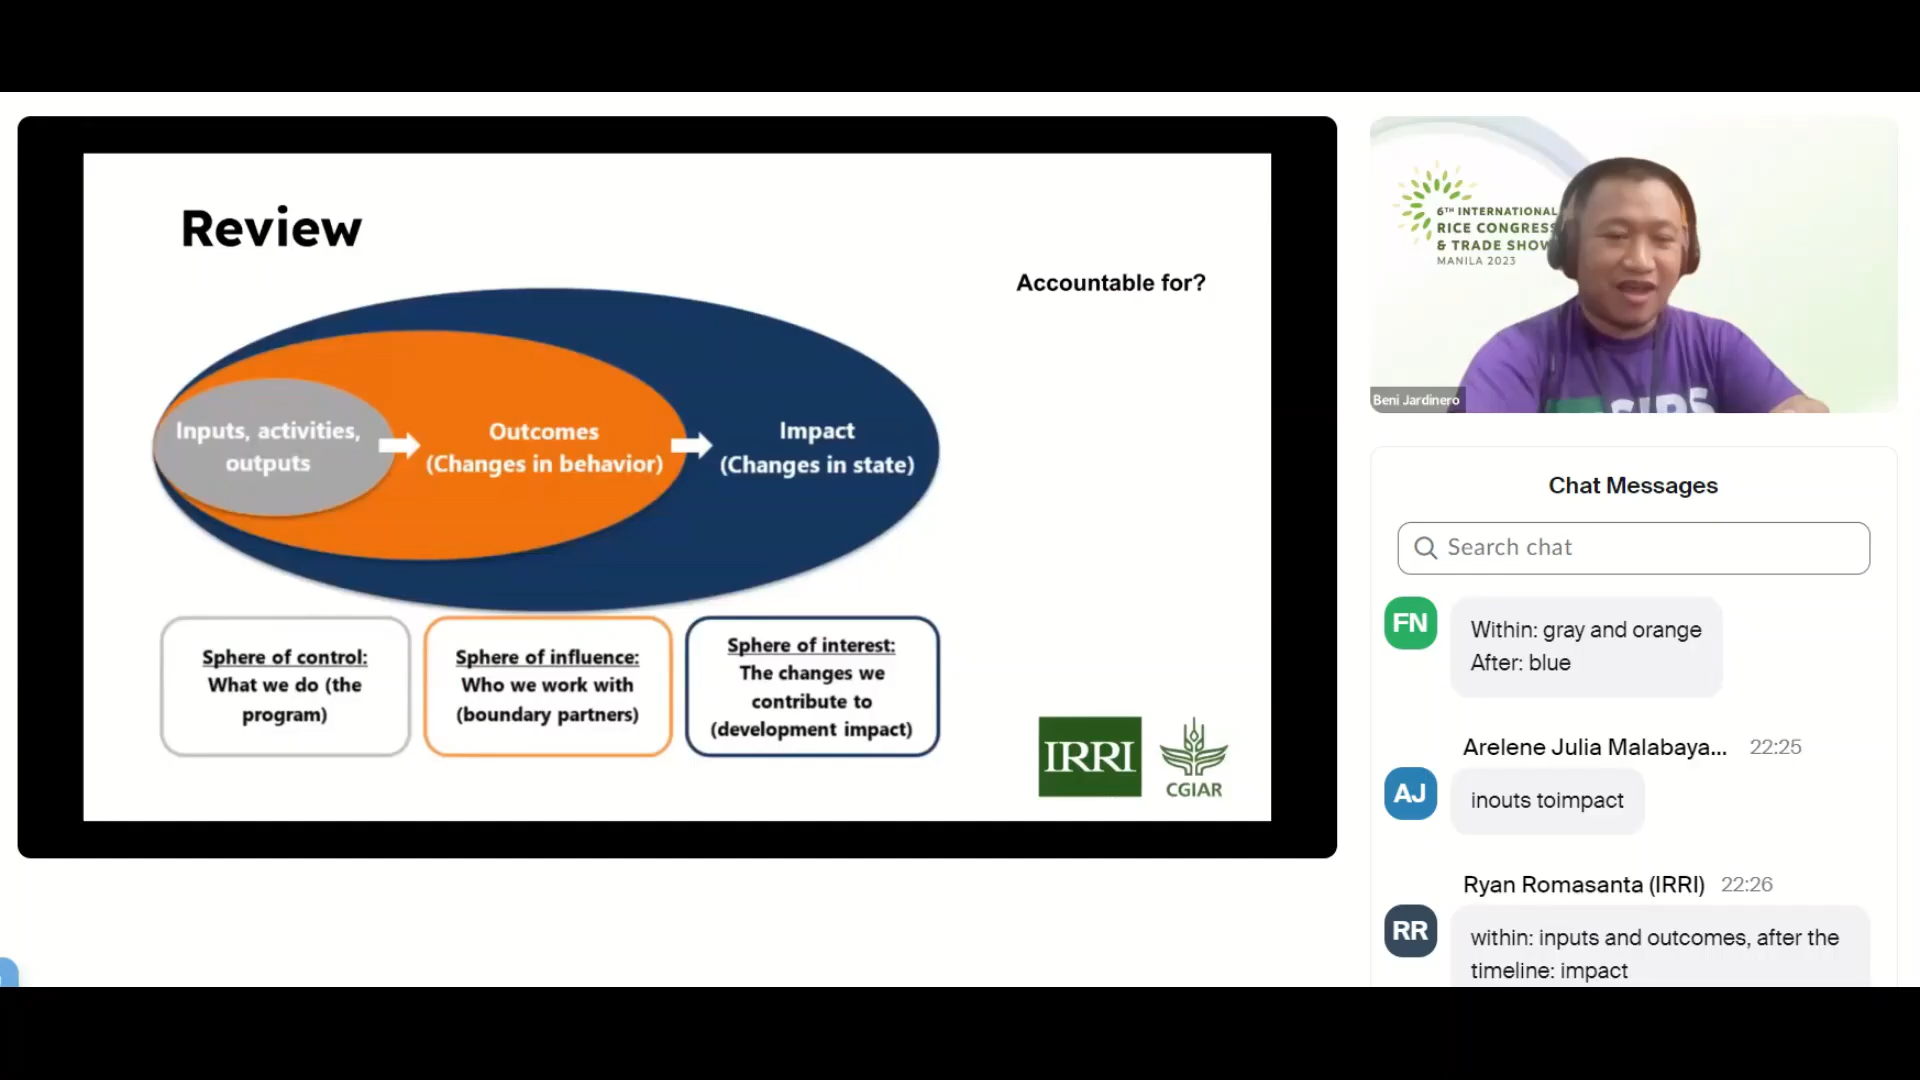 Review
Accountable for?
Inputs, activities,
outputs
Outcomes
(Changes in behavior)
Impact
(Changes in state)
Sphere of control:
What we do (the
program)
Sphere of influence:
Who we work with
(boundary partners)
Sphere of interest:
The changes we
contribute to
(development impact)
IRRI
CGIAR
6TH INTERNATIONAL
RICE CONGRESS
& TRADE SHOW
MANILA 2023
Beni Jardinero
Chat Messages
Search chat
FN
Within: gray and orange
After: blue
Arelene Julia Malabaya... 22:25
AJ
inouts toimpact
Ryan Romasanta (IRRI) 22:26
RR
within: inputs and outcomes, after the
timeline: impact